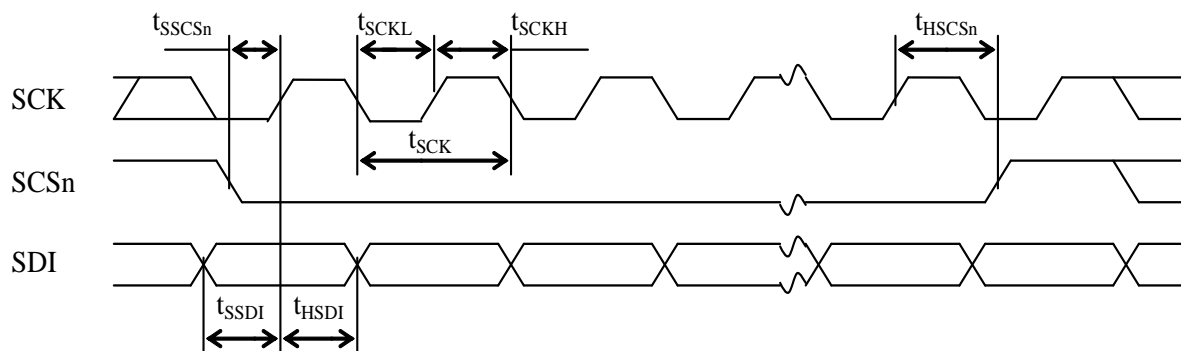 tSSCSn tSCKL tSCKH tHSCSn
SCK
tSCK
SCSn
SDI
tSSDI tHSDI